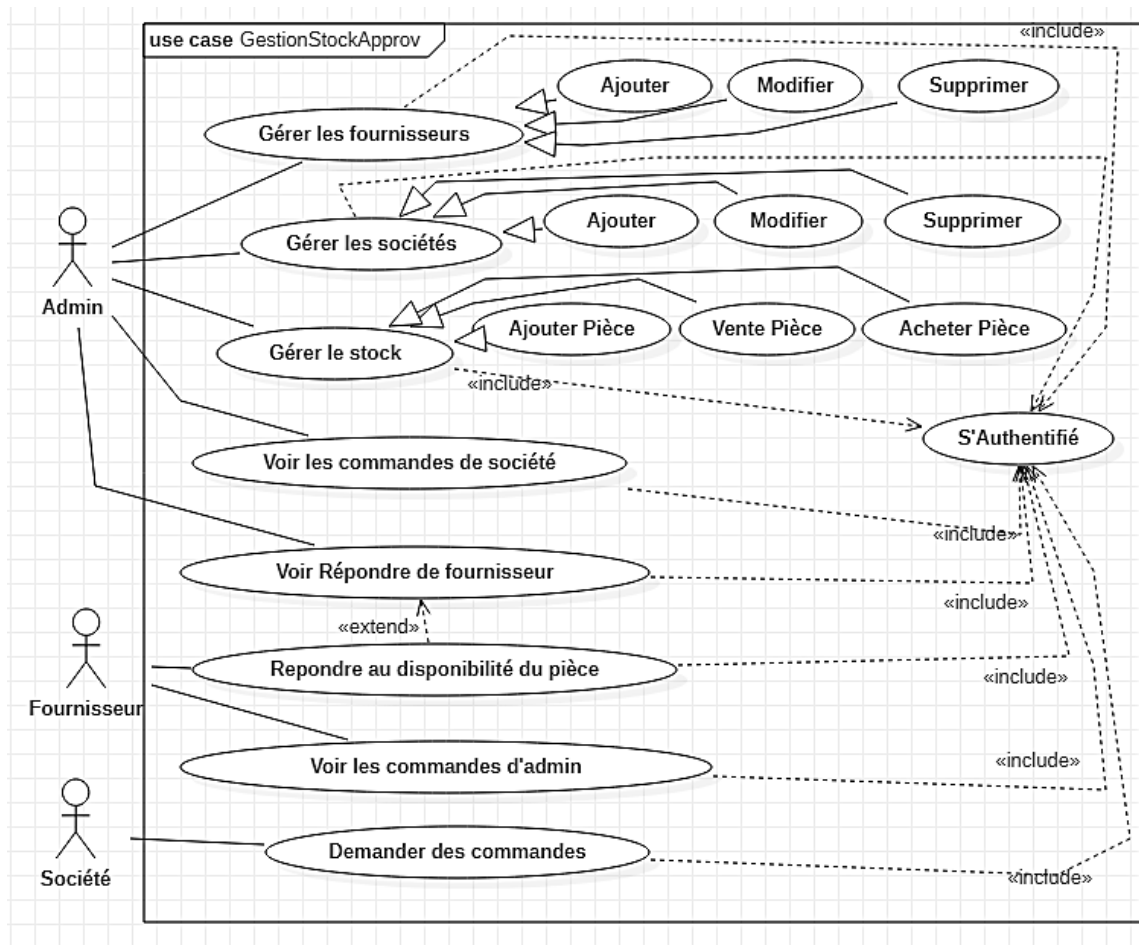 use case GestionStockApprov
«include»
Ajouter
Modifier
Supprimer
Gérer les fournisseurs
Ajouter
Modifier
Supprimer
Gérer les sociétés
Admin
Ajouter Pièce
Vente Pièce
Acheter Pièce
Gérer le stock
«include»
S'Authentifié
Voir les commandes de société
«include»
Voir Répondre de fournisseur
«include»
«extend»
Repondre au disponibilité du pièce
«include»
Fournisseur
Voir les commandes d'admin
«include»
Demander des commandes
Société
«include»